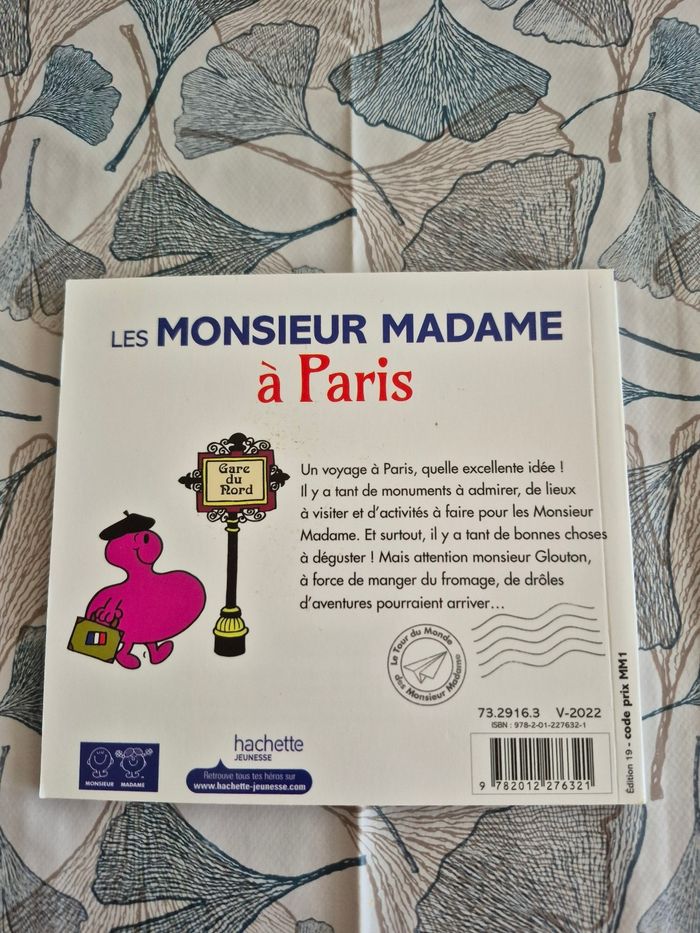 LES MONSIEUR MADAME
à Paris
Gare
du
Nord
Un voyage à Paris, quelle excellente idée !
Il y a tant de monuments à admirer, de lieux
à visiter et d'activités à faire pour les Monsieur
Madame. Et surtout, il y a tant de bonnes choses
à déguster ! Mais attention monsieur Glouton,
à force de manger du fromage, de drôles
d'aventures pourraient arriver...
Le Tour du Monde
des Monsieur Madame
73.2916.3 V-2022
ISBN : 978-2-01-227632-1
9 782012 276321
Édition 19 - code prix MM1
MONSIEUR MADAME
hachette
JEUNESSE
Retrouve tous tes héros sur
www.hachette-jeunesse.com